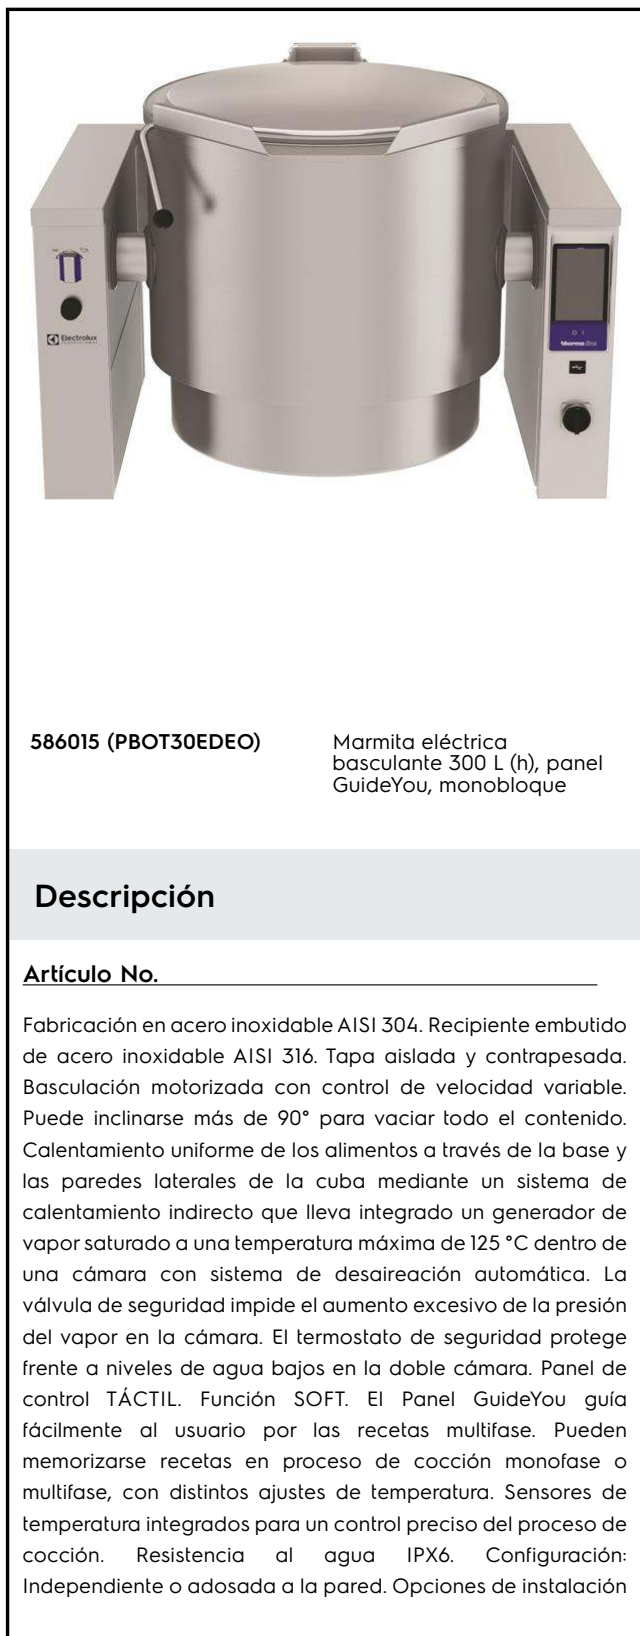 Electrolux
PROFESSIONAL
thermaline
586015 (PBOT30EDEO)
Marmita eléctrica
basculante 300 L (h), panel
GuideYou, monobloque
Descripción
Artículo No.
Fabricación en acero inoxidable AISI 304. Recipiente embutido
de acero inoxidable AISI 316. Tapa aislada y contrapesada.
Basculación motorizada con control de velocidad variable.
Puede inclinarse más de 90° para vaciar todo el contenido.
Calentamiento uniforme de los alimentos a través de la base y
las paredes laterales de la cuba mediante un sistema de
calentamiento indirecto que lleva integrado un generador de
vapor saturado a una temperatura máxima de 125 °C dentro de
una cámara con sistema de desaireación automática. La
válvula de seguridad impide el aumento excesivo de la presión
del vapor en la cámara. El termostato de seguridad protege
frente a niveles de agua bajos en la doble cámara. Panel de
control TÁCTIL. Función SOFT. El Panel GuideYou guía
fácilmente al usuario por las recetas multifase. Pueden
memorizarse recetas en proceso de cocción monofase o
multifase, con distintos ajustes de temperatura. Sensores de
temperatura integrados para un control preciso del proceso de
cocción. Resistencia al agua IPX6. Configuración:
Independiente o adosada a la pared. Opciones de instalación